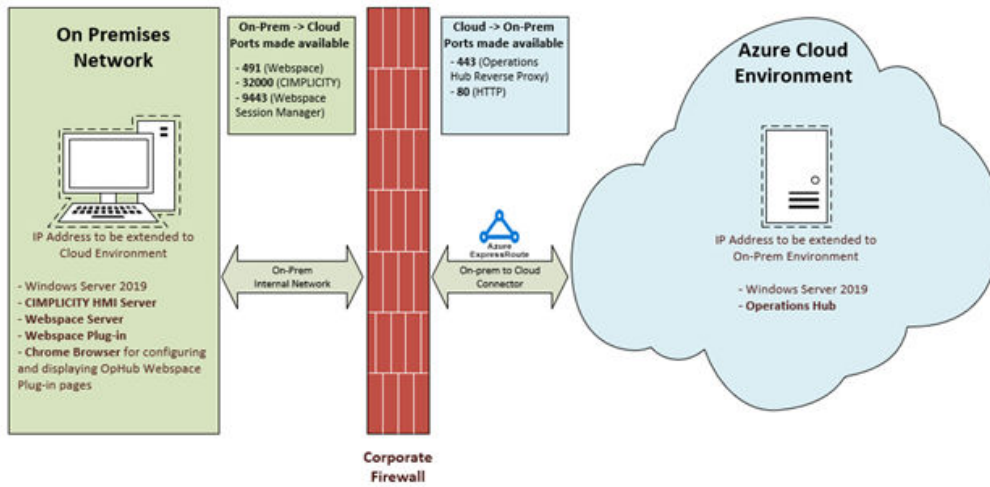 On Premises
Network
IP Address to be extended to
Cloud Environment
- Windows Server 2019
- CIMPLICITY HMI Server
- Webspace Server
- Webspace Plug-in
- Chrome Browser for configuring
and displaying OpHub Webspace
Plug-in pages
On-Prem -> Cloud
Ports made available
- 491 (Webspace)
- 32000 (CIMPLICITY)
- 9443 (Webspace
Session Manager)
On-Prem
Internal Network
Corporate
Firewall
Cloud -> On-Prem
Ports made available
- 443 (Operations
Hub Reverse Proxy)
- 80 (HTTP)
Azure
ExpressRoute
On-prem to Cloud
Connector
Azure Cloud
Environment
IP Address to be extended to
On-Prem Environment
- Windows Server 2019
- Operations Hub